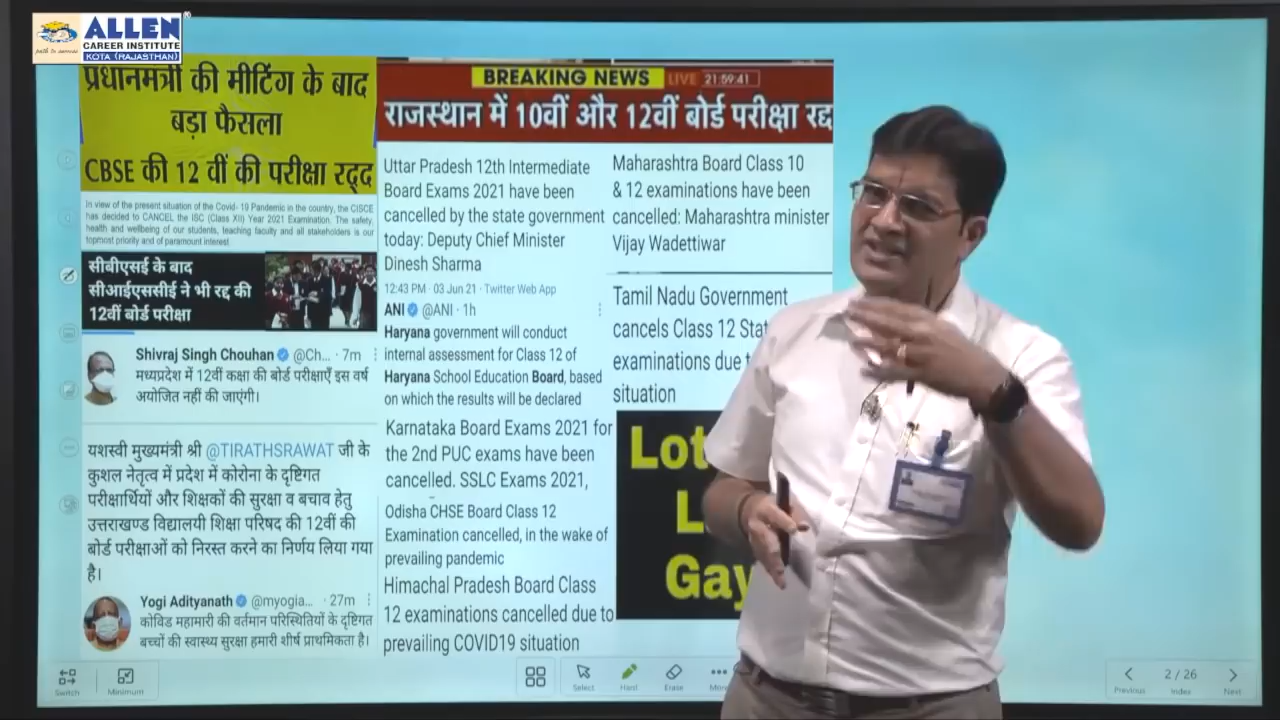 ALLEN
CAREER INSTITUTE
KOTA (RAJASTHAN)
path to success
प्रधानमंत्री की मीटिंग के बाद
बड़ा फैसला
CBSE की 12 वीं की परीक्षा रद्द
In view of the present situation of the Covid- 19 Pandemic in the country, the CISCE
has decided to CANCEL the ISC (Class XII) Year 2021 Examination. The safety,
health and wellbeing of our students, teaching faculty and all stakeholders is our
topmost priority and of paramount interest.
सीबीएसई के बाद
सीआईएससीई ने भी रद्द की
12वीं बोर्ड परीक्षा
Shivraj Singh Chouhan @Ch... · 7m
मध्यप्रदेश में 12वीं कक्षा की बोर्ड परीक्षाएँ इस वर्ष
अयोजित नहीं की जाएंगी।
यशस्वी मुख्यमंत्री श्री @TIRATHSRAWAT जी के
कुशल नेतृत्व में प्रदेश में कोरोना के दृष्टिगत
परीक्षार्थियों और शिक्षकों की सुरक्षा व बचाव हेतु
उत्तराखण्ड विद्यालयी शिक्षा परिषद की 12वीं की
बोर्ड परीक्षाओं को निरस्त करने का निर्णय लिया गया
है।
Yogi Adityanath @myogia... · 27m
कोविड महामारी की वर्तमान परिस्थितियों के दृष्टिगत
बच्चों की स्वास्थ्य सुरक्षा हमारी शीर्ष प्राथमिकता है।
BREAKING NEWS LIVE 21:59:41
राजस्थान में 10वीं और 12वीं बोर्ड परीक्षा रद्द
Uttar Pradesh 12th Intermediate
Board Exams 2021 have been
cancelled by the state government
today: Deputy Chief Minister
Dinesh Sharma
12:43 PM · 03 Jun 21 · Twitter Web App
ANI @ANI · 1h
Haryana government will conduct
internal assessment for Class 12 of
Haryana School Education Board, based
on which the results will be declared
Karnataka Board Exams 2021 for
the 2nd PUC exams have been
cancelled. SSLC Exams 2021,
Odisha CHSE Board Class 12
Examination cancelled, in the wake of
prevailing pandemic
Himachal Pradesh Board Class
12 examinations cancelled due to
prevailing COVID19 situation
Maharashtra Board Class 10
& 12 examinations have been
cancelled: Maharashtra minister
Vijay Wadettiwar
Tamil Nadu Government
cancels Class 12 Stat
examinations due t
situation
Lot
L
Gay
Switch Minimum
Select Hard Erase More
Previous 2 / 26 Index Next